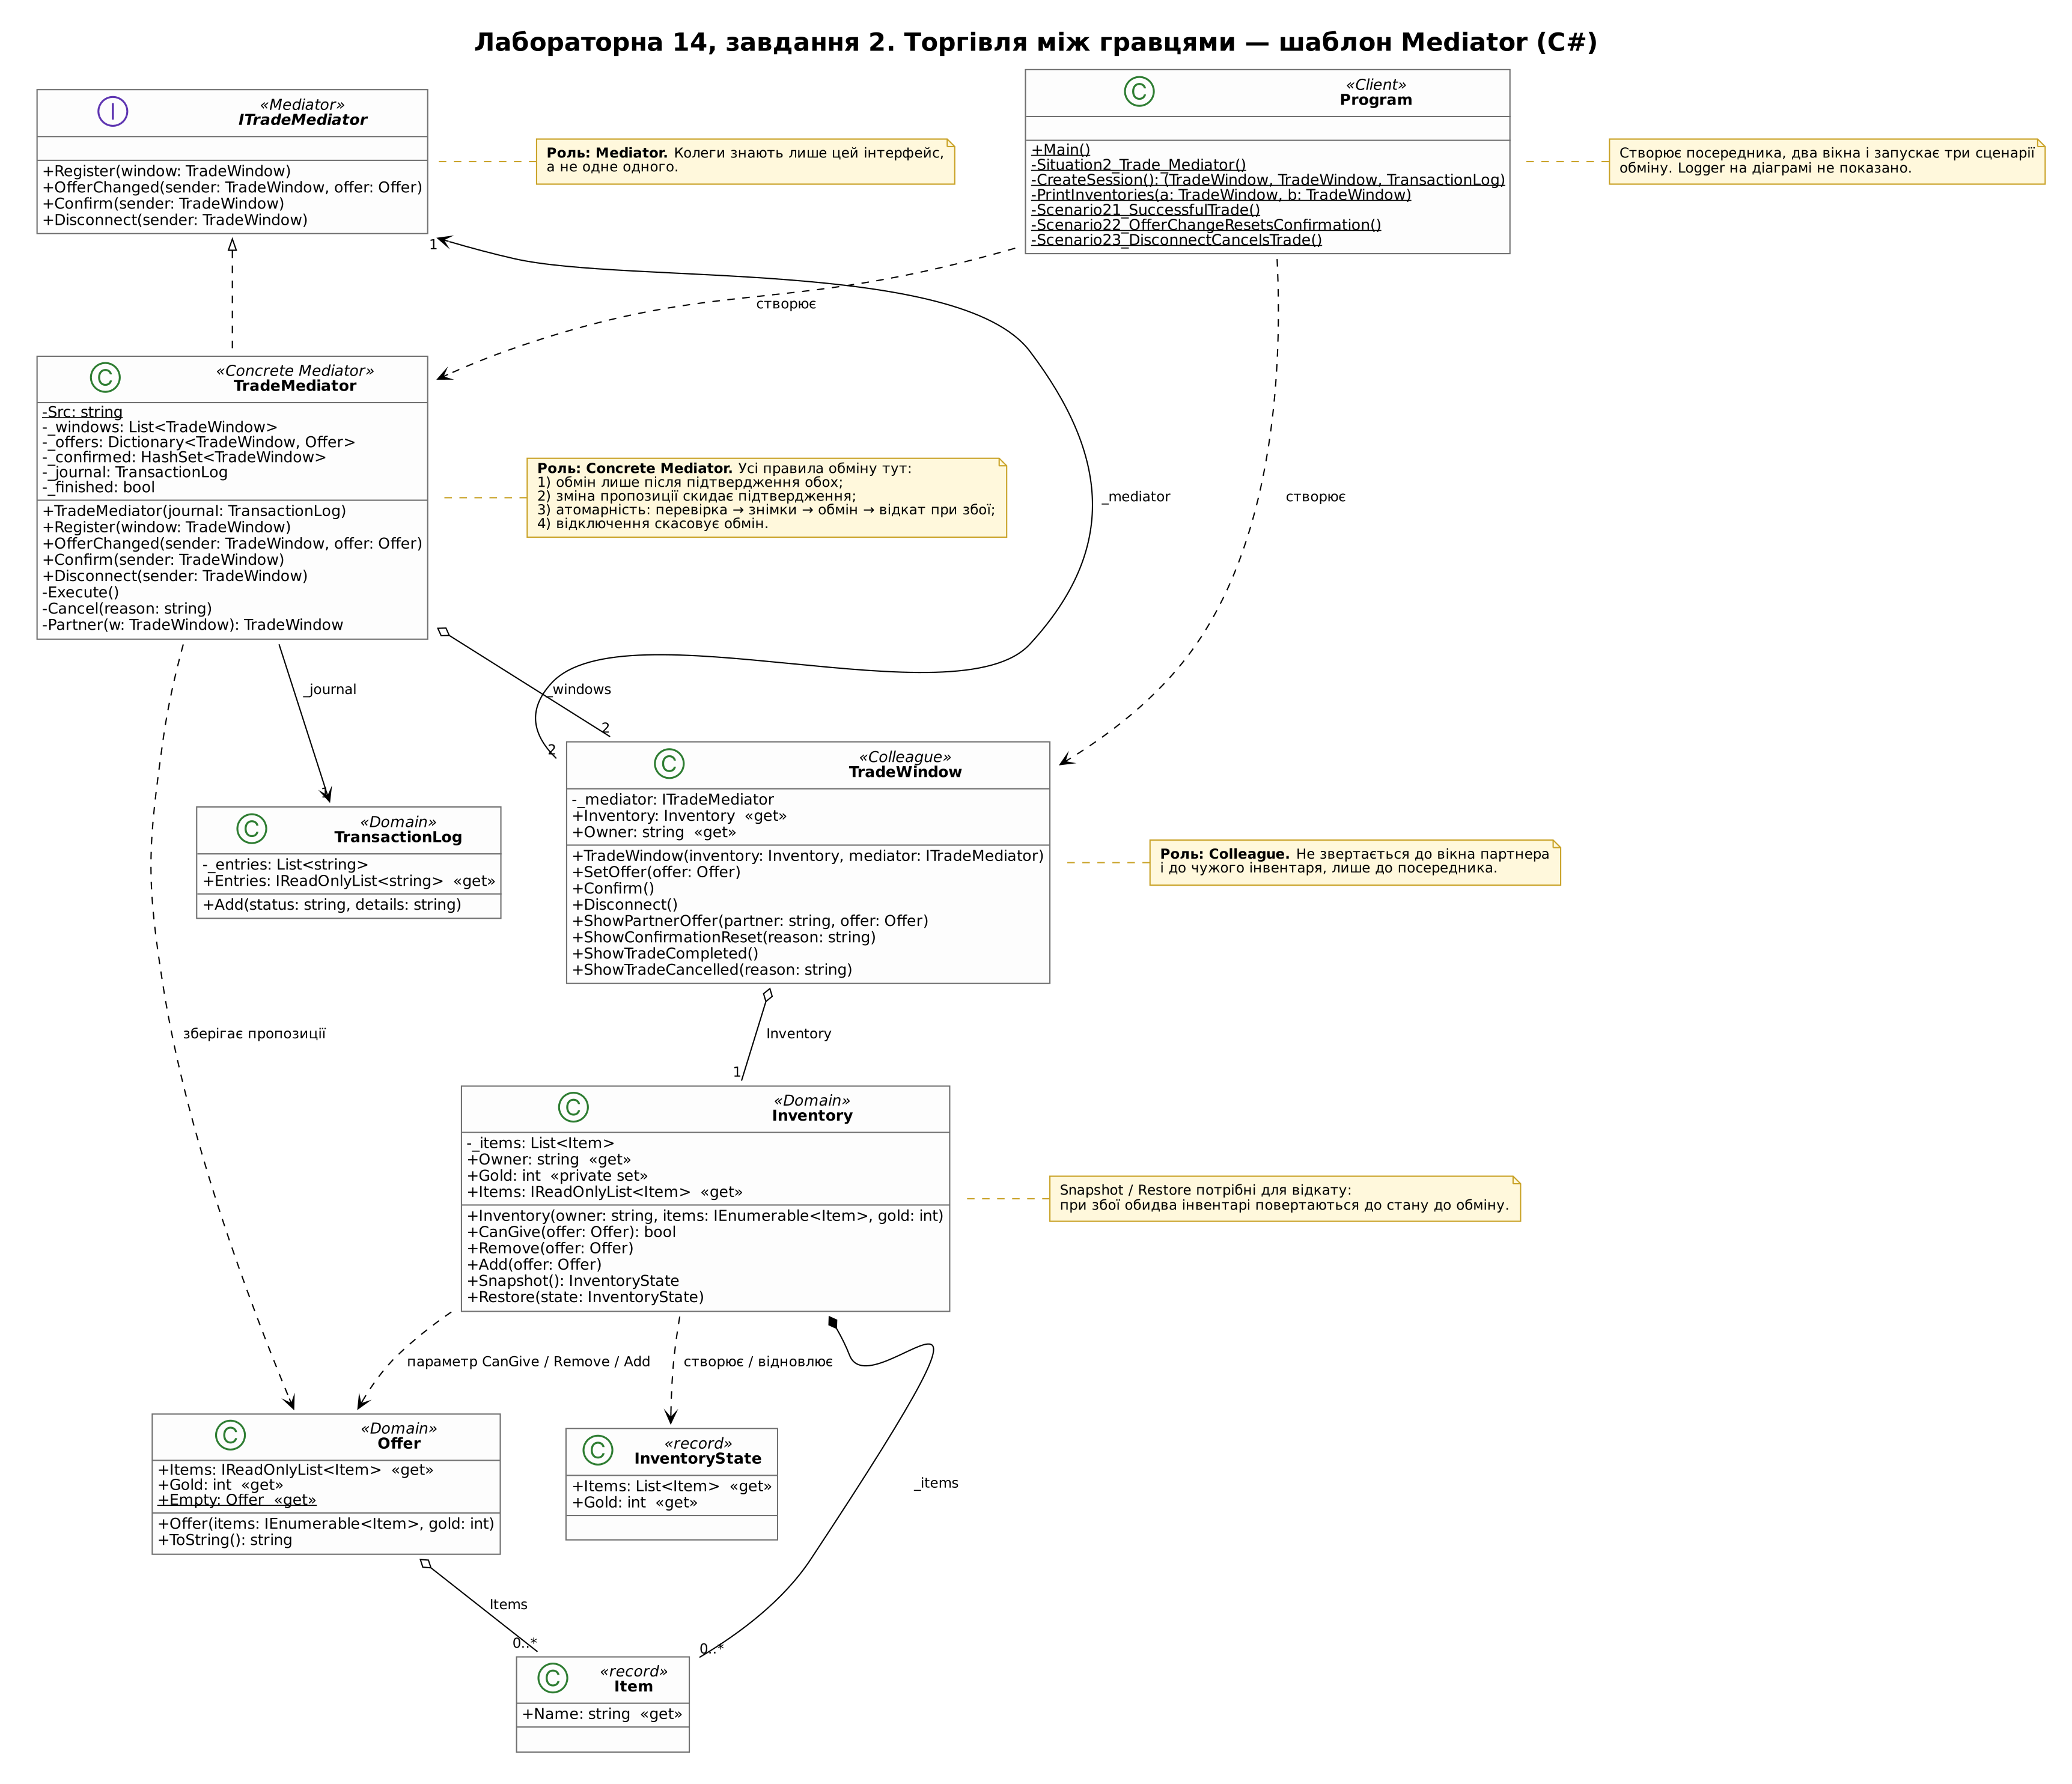 Лабораторна 14, завдання 2. Торгівля між гравцями — шаблон Mediator (C#)
I
«Mediator»
ITradeMediator
+Register(window: TradeWindow)
+OfferChanged(sender: TradeWindow, offer: Offer)
+Confirm(sender: TradeWindow)
+Disconnect(sender: TradeWindow)
Роль: Mediator. Колеги знають лише цей інтерфейс,
а не одне одного.
C
«Client»
Program
+Main()
-Situation2_Trade_Mediator()
-CreateSession(): (TradeWindow, TradeWindow, TransactionLog)
-PrintInventories(a: TradeWindow, b: TradeWindow)
-Scenario21_SuccessfulTrade()
-Scenario22_OfferChangeResetsConfirmation()
-Scenario23_DisconnectCancelsTrade()
Створює посередника, два вікна і запускає три сценарії
обміну. Logger на діаграмі не показано.
1
створює
C
«Concrete Mediator»
TradeMediator
-Src: string
-_windows: List<TradeWindow>
-_offers: Dictionary<TradeWindow, Offer>
-_confirmed: HashSet<TradeWindow>
-_journal: TransactionLog
-_finished: bool
+TradeMediator(journal: TransactionLog)
+Register(window: TradeWindow)
+OfferChanged(sender: TradeWindow, offer: Offer)
+Confirm(sender: TradeWindow)
+Disconnect(sender: TradeWindow)
-Execute()
-Cancel(reason: string)
-Partner(w: TradeWindow): TradeWindow
Роль: Concrete Mediator. Усі правила обміну тут:
1) обмін лише після підтвердження обох;
2) зміна пропозиції скидає підтвердження;
3) атомарність: перевірка → знімки → обмін → відкат при збої;
4) відключення скасовує обмін.
_mediator
створює
_journal
_windows
2
2
C
«Domain»
TransactionLog
-_entries: List<string>
+Entries: IReadOnlyList<string> «get»
+Add(status: string, details: string)
C
«Colleague»
TradeWindow
-_mediator: ITradeMediator
+Inventory: Inventory «get»
+Owner: string «get»
+TradeWindow(inventory: Inventory, mediator: ITradeMediator)
+SetOffer(offer: Offer)
+Confirm()
+Disconnect()
+ShowPartnerOffer(partner: string, offer: Offer)
+ShowConfirmationReset(reason: string)
+ShowTradeCompleted()
+ShowTradeCancelled(reason: string)
Роль: Colleague. Не звертається до вікна партнера
і до чужого інвентаря, лише до посередника.
зберігає пропозиції
Inventory
1
C
«Domain»
Inventory
-_items: List<Item>
+Owner: string «get»
+Gold: int «private set»
+Items: IReadOnlyList<Item> «get»
+Inventory(owner: string, items: IEnumerable<Item>, gold: int)
+CanGive(offer: Offer): bool
+Remove(offer: Offer)
+Add(offer: Offer)
+Snapshot(): InventoryState
+Restore(state: InventoryState)
Snapshot / Restore потрібні для відкату:
при збої обидва інвентарі повертаються до стану до обміну.
параметр CanGive / Remove / Add
створює / відновлює
C
«Domain»
Offer
+Items: IReadOnlyList<Item> «get»
+Gold: int «get»
+Empty: Offer «get»
+Offer(items: IEnumerable<Item>, gold: int)
+ToString(): string
C
«record»
InventoryState
+Items: List<Item> «get»
+Gold: int «get»
_items
Items
0..*
0..*
C
«record»
Item
+Name: string «get»